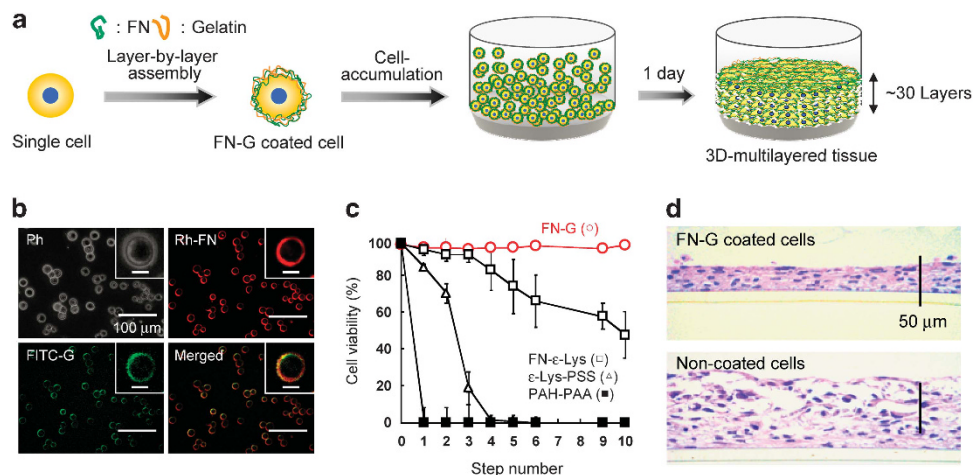 a
: FN : Gelatin
Layer-by-layer
assembly
Cell-
accumulation
1 day
~30 Layers
Single cell
FN-G coated cell
3D-multilayered tissue
b
Ph
Rh-FN
100 μm
FITC-G
Merged
c
FN-G (○)
Cell viability (%)
100
80
60
40
20
0
FN-ε-Lys (□)
ε-Lys-PSS (△)
PAH-PAA (■)
0 1 2 3 4 5 6 7 8 9 10
Step number
d
FN-G coated cells
50 μm
Non-coated cells